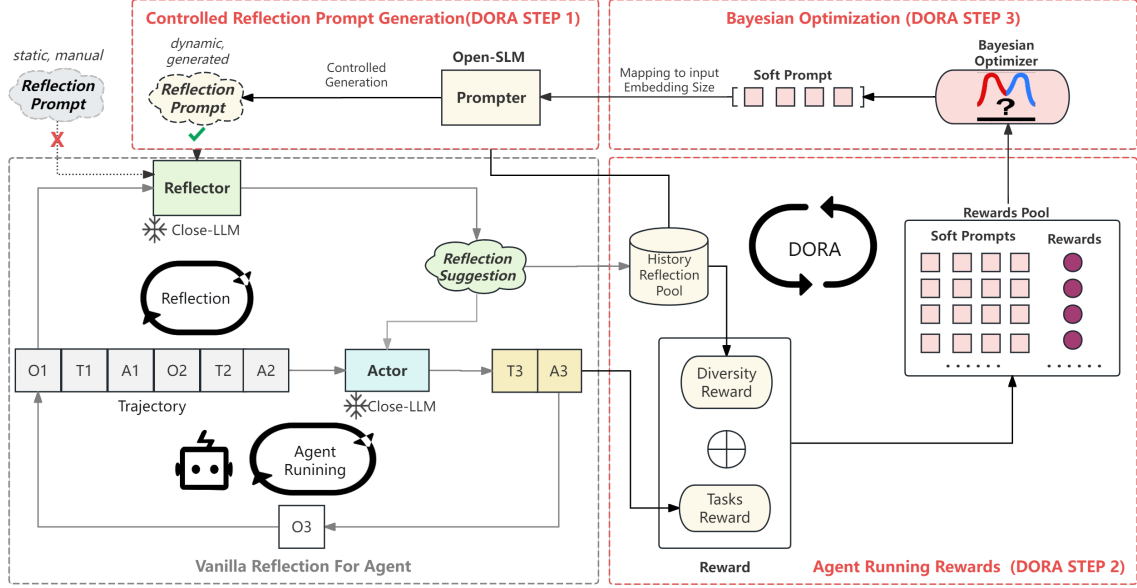 Controlled Reflection Prompt Generation(DORA STEP 1)
Bayesian Optimization (DORA STEP 3)
static, manual
Reflection
Prompt
X
dynamic,
generated
Reflection
Prompt
Controlled
Generation
Open-SLM
Prompter
Mapping to input
Embedding Size
Soft Prompt
Bayesian
Optimizer
?
Reflector
Close-LLM
Reflection
Suggestion
Reflection
O1
T1
A1
O2
T2
A2
Trajectory
Actor
Close-LLM
T3
A3
Agent
Runining
O3
Vanilla Reflection For Agent
History
Reflection
Pool
DORA
Diversity
Reward
Tasks
Reward
Reward
Rewards Pool
Soft Prompts
Rewards
......
......
Agent Running Rewards (DORA STEP 2)